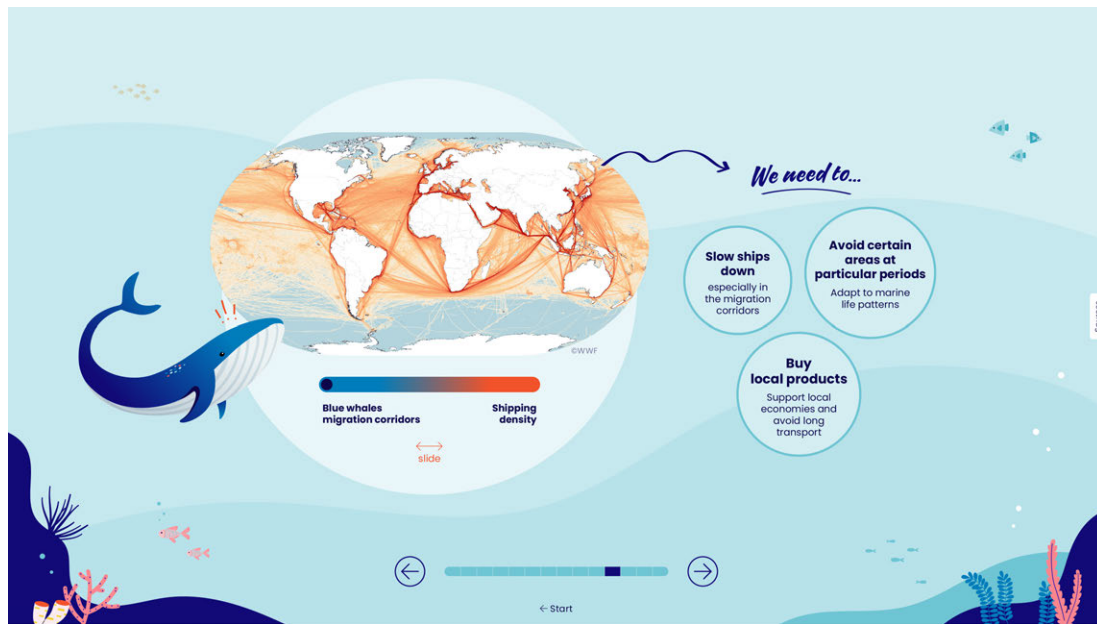 We need to...
Slow ships
down
especially in
the migration
corridors
Avoid certain
areas at
particular periods
Adapt to marine
life patterns
Buy
local products
Support local
economies and
avoid long
transport
©WWF
Blue whales
migration corridors
Shipping
density
slide
← Start